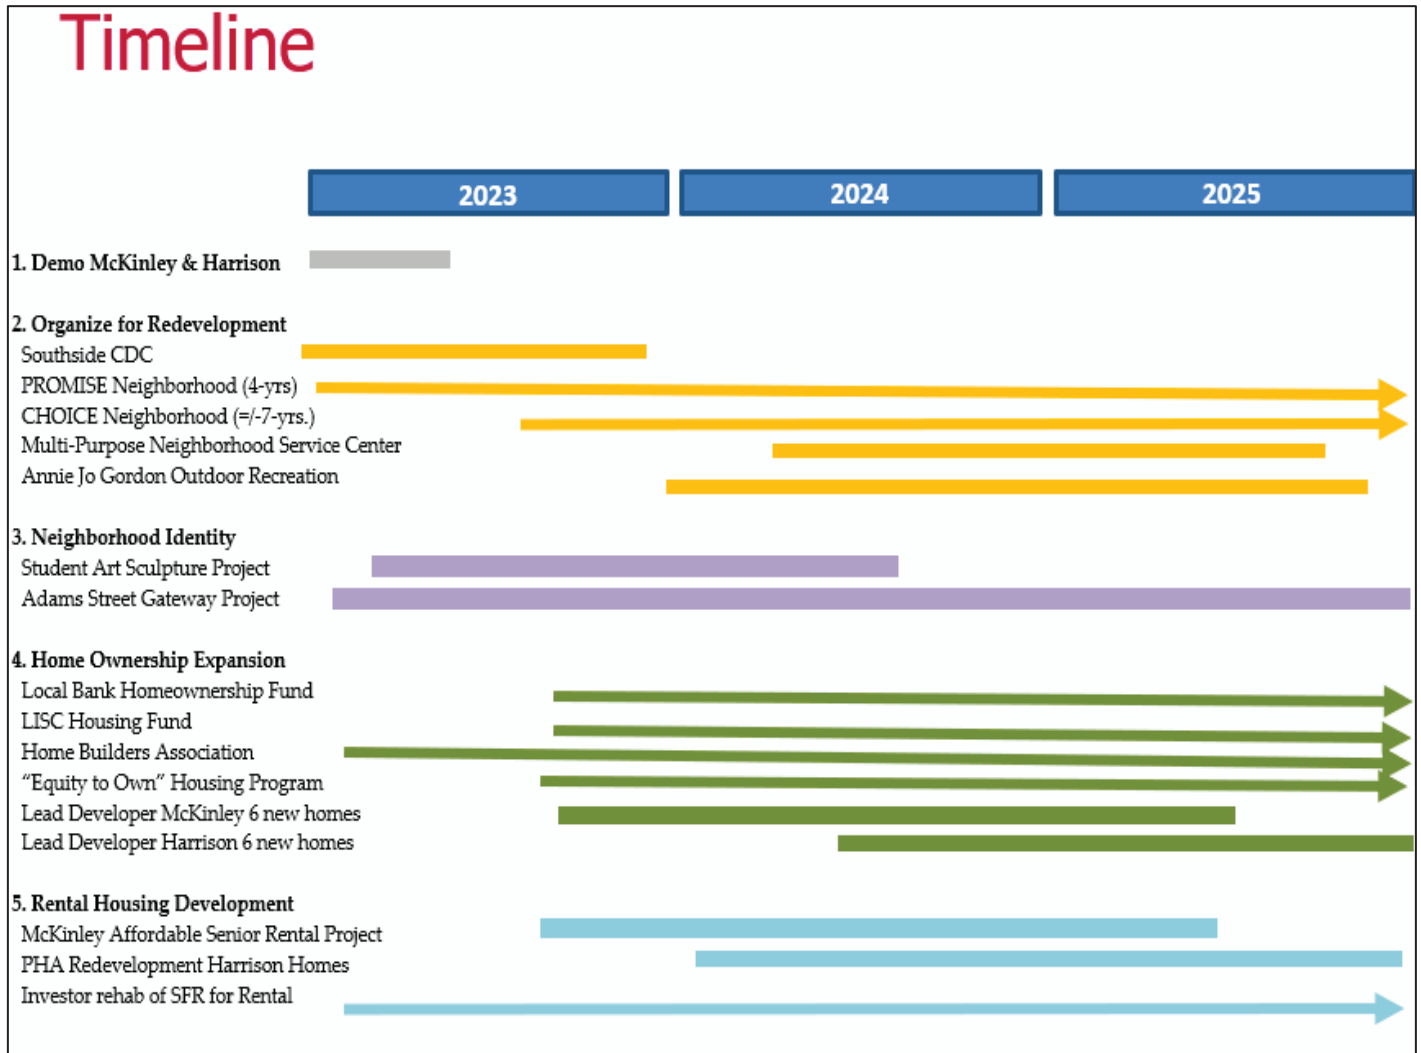 Timeline
2023 2024 2025
1. Demo McKinley & Harrison
2. Organize for Redevelopment
Southside CDC
PROMISE Neighborhood (4-yrs)
CHOICE Neighborhood (=/-7-yrs.)
Multi-Purpose Neighborhood Service Center
Annie Jo Gordon Outdoor Recreation
3. Neighborhood Identity
Student Art Sculpture Project
Adams Street Gateway Project
4. Home Ownership Expansion
Local Bank Homeownership Fund
LISC Housing Fund
Home Builders Association
“Equity to Own” Housing Program
Lead Developer McKinley 6 new homes
Lead Developer Harrison 6 new homes
5. Rental Housing Development
McKinley Affordable Senior Rental Project
PHA Redevelopment Harrison Homes
Investor rehab of SFR for Rental